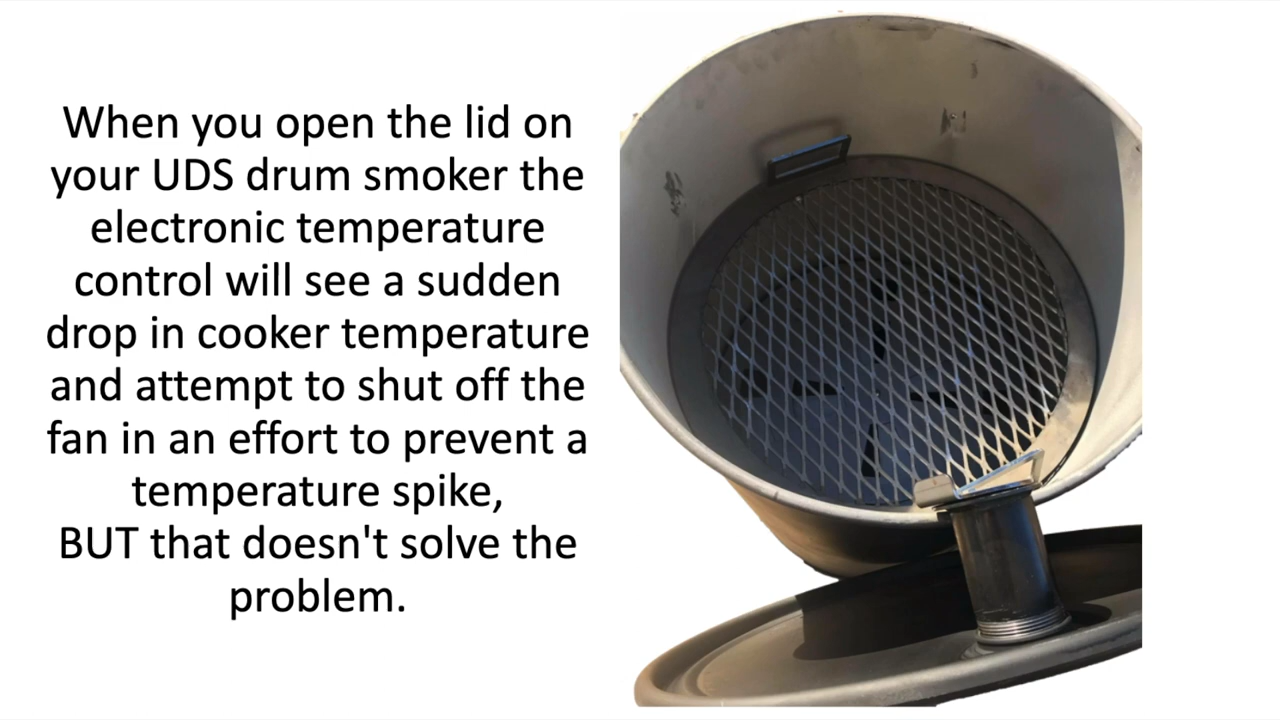 When you open the lid on
your UDS drum smoker the
electronic temperature
control will see a sudden
drop in cooker temperature
and attempt to shut off the
fan in an effort to prevent a
temperature spike,
BUT that doesn't solve the
problem.